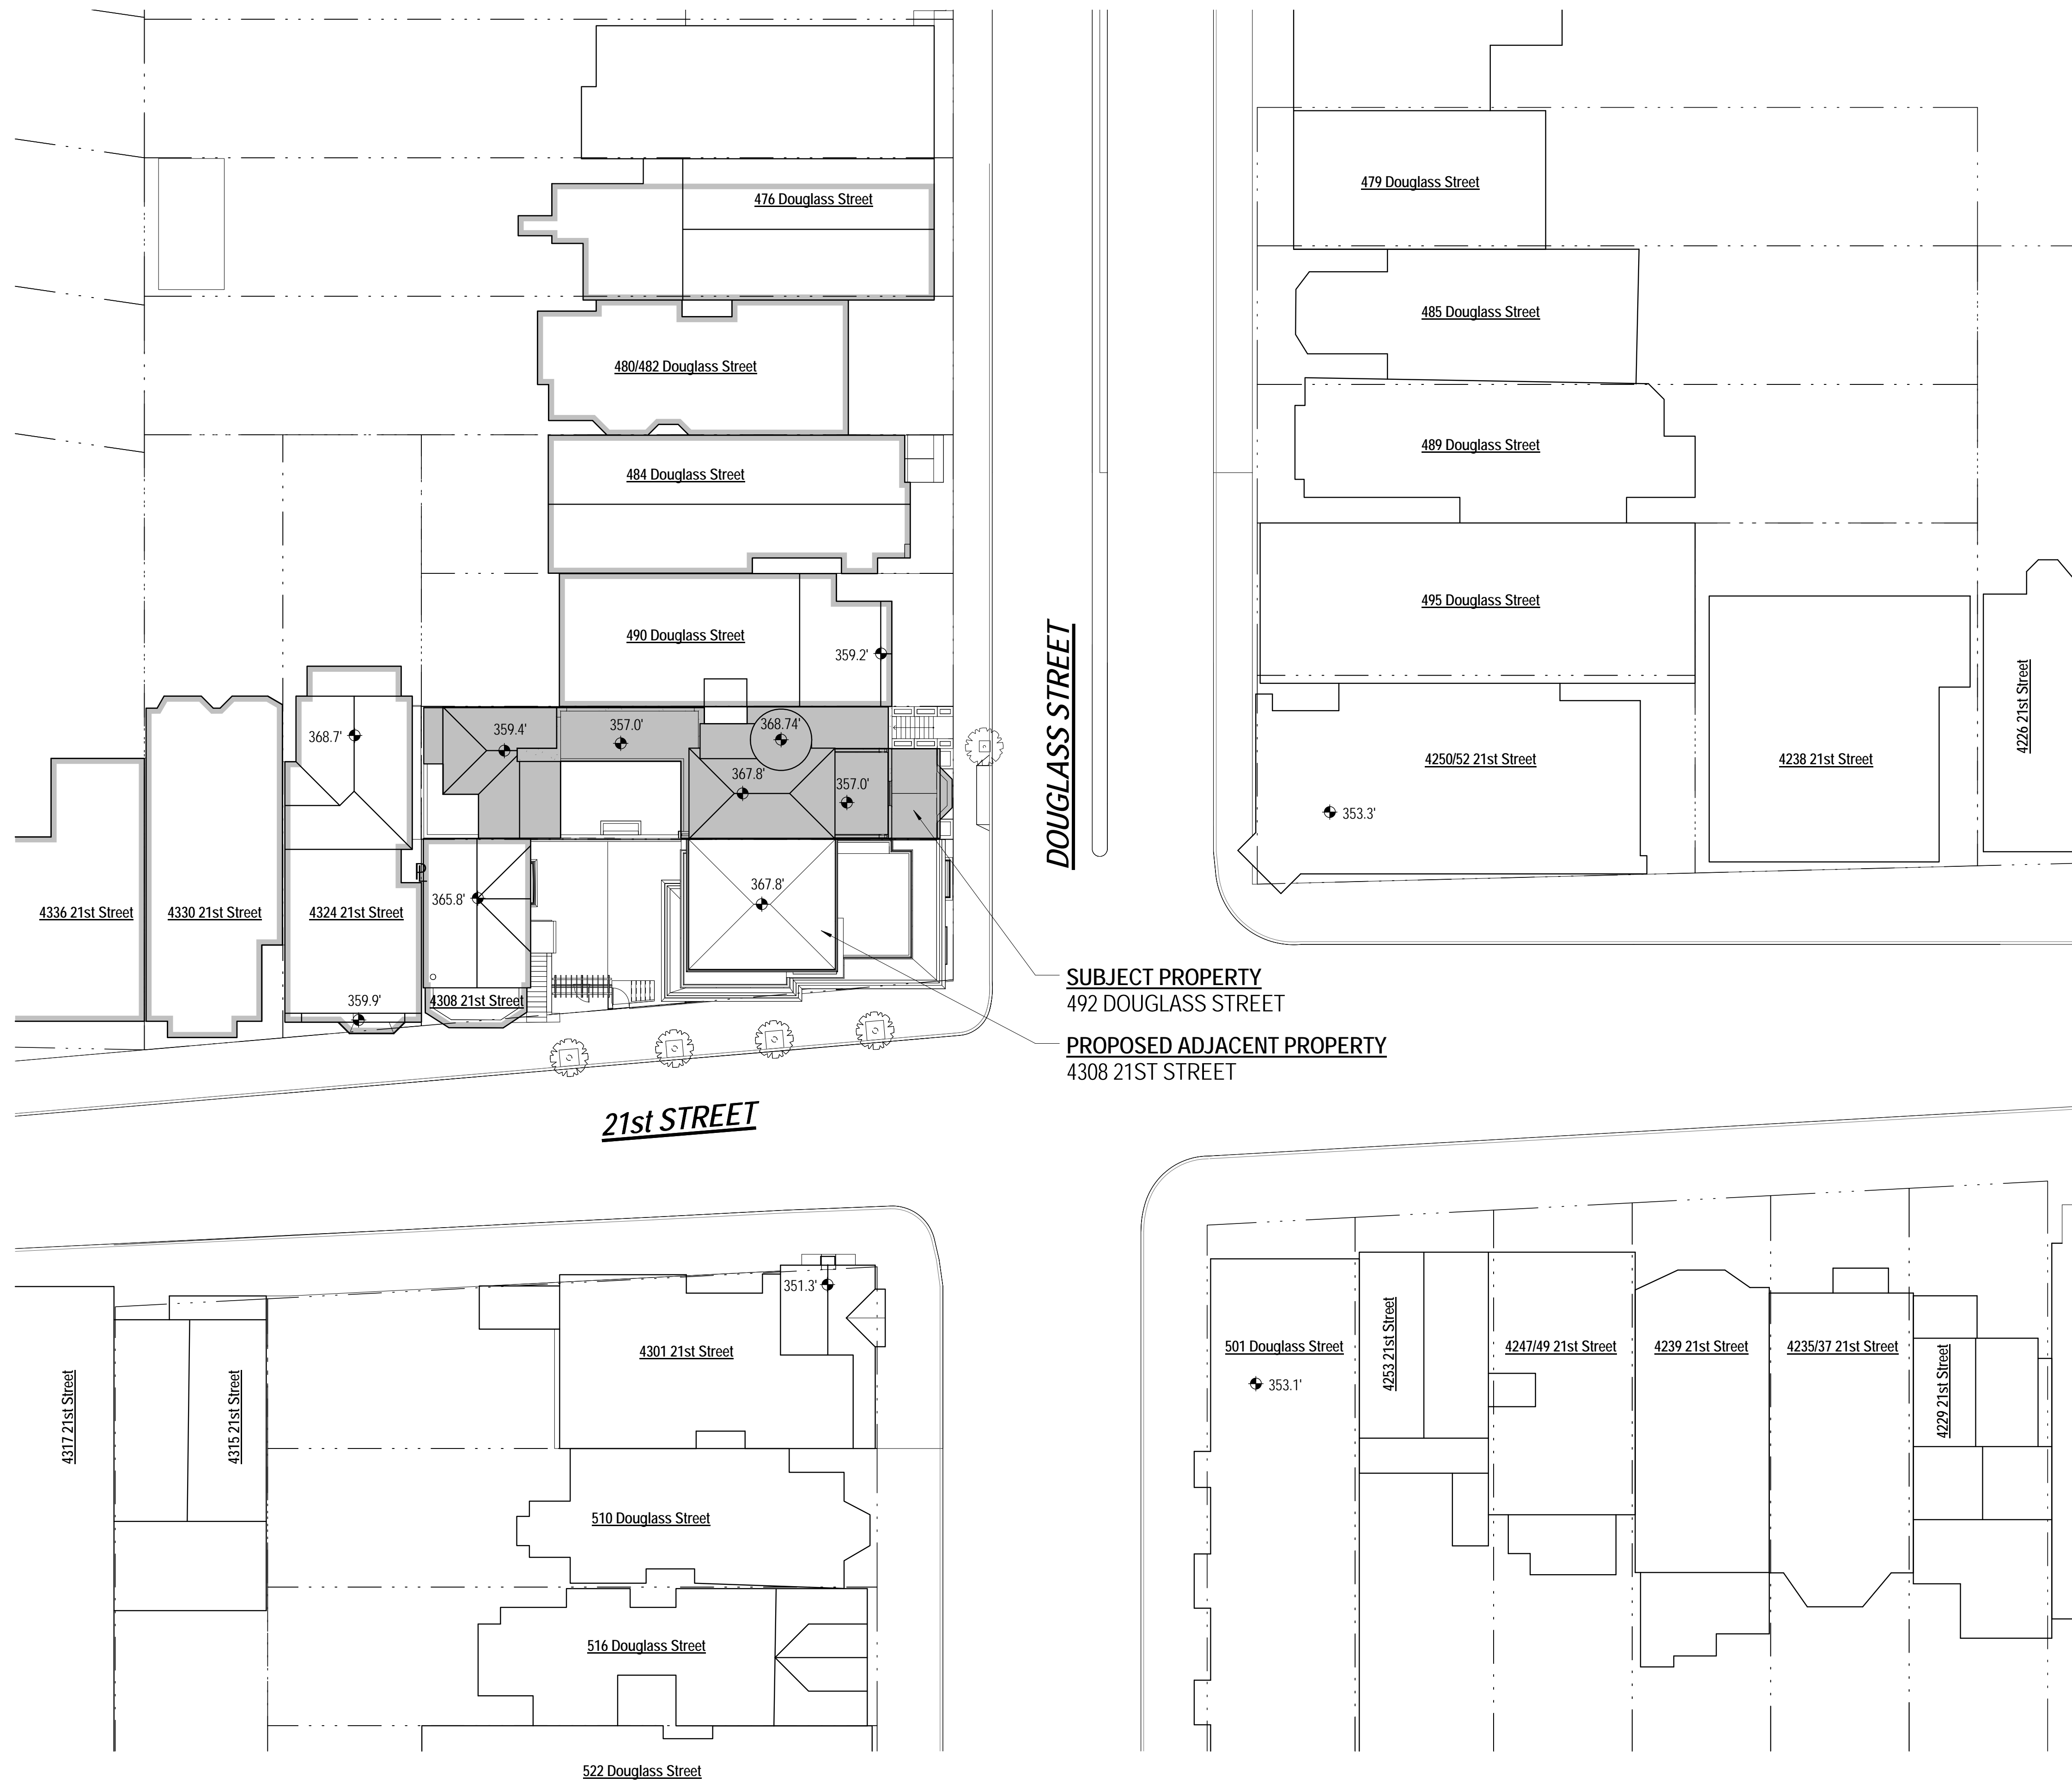 476 Douglass Street
479 Douglass Street
485 Douglass Street
480/482 Douglass Street
489 Douglass Street
484 Douglass Street
490 Douglass Street
359.2'
495 Douglass Street
DOUGLASS STREET
4226 21st Street
368.7'
359.4'
357.0'
368.74'
367.8'
357.0'
4250/52 21st Street
4238 21st Street
353.3'
P
365.8'
367.8'
4336 21st Street
4330 21st Street
4324 21st Street
359.9'
4308 21st Street
SUBJECT PROPERTY
492 DOUGLASS STREET
PROPOSED ADJACENT PROPERTY
4308 21ST STREET
21st STREET
351.3'
4301 21st Street
4317 21st Street
4315 21st Street
501 Douglass Street
353.1'
4253 21st Street
4247/49 21st Street
4239 21st Street
4235/37 21st Street
4229 21st Street
510 Douglass Street
516 Douglass Street
522 Douglass Street